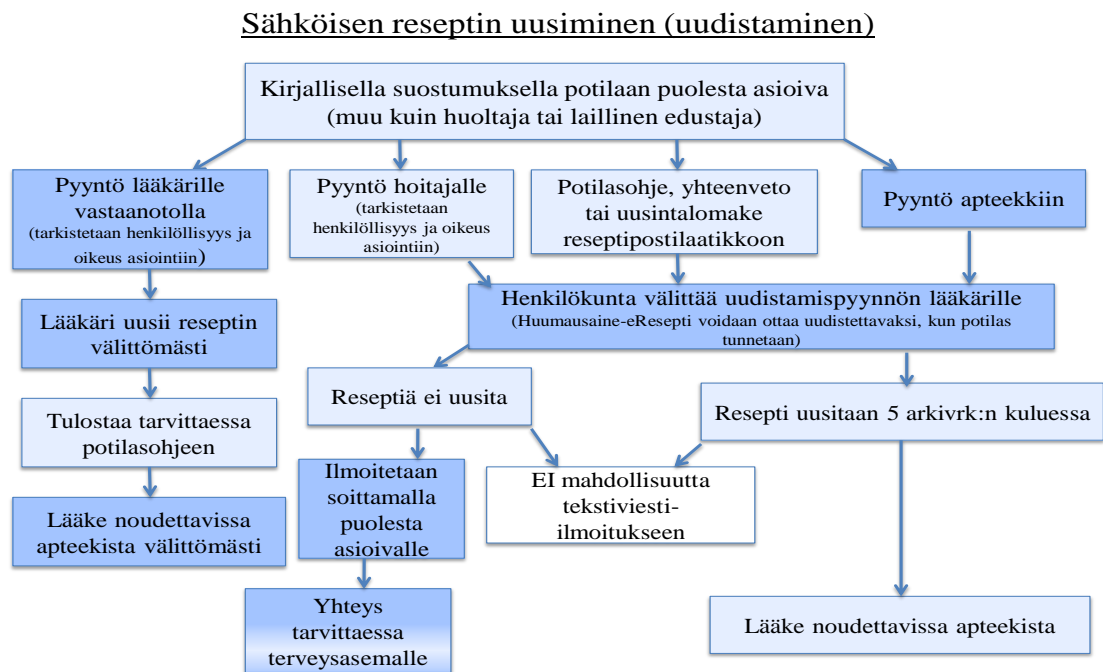 Sähköisen reseptin uusiminen (uudistaminen)
Kirjallisella suostumuksella potilaan puolesta asioiva
(muu kuin huoltaja tai laillinen edustaja)
Pyyntö lääkärille
vastaanotolla
(tarkistetaan henkilöllisyys ja
oikeus asiointiin)
Pyyntö hoitajalle
(tarkistetaan
henkilöllisyys ja oikeus
asiointiin)
Potilasohje, yhteenveto
tai uusintalomake
reseptipostilaatikkoon
Pyyntö apteekkiin
Henkilökunta välittää uudistamispyynnön lääkärille
(Huumausaine-eResepti voidaan ottaa uudistettavaksi, kun potilas
tunnetaan)
Lääkäri uusii reseptin
välittömästi
Reseptiä ei uusita
Resepti uusitaan 5 arkivrk:n kuluessa
Tulostaa tarvittaessa
potilasohjeen
Ilmoitetaan
soittamalla
puolesta
asioivalle
EI mahdollisuutta
tekstiviesti-
ilmoitukseen
Lääke noudettavissa
apteekista välittömästi
Yhteys
tarvittaessa
terveysasemalle
Lääke noudettavissa apteekista